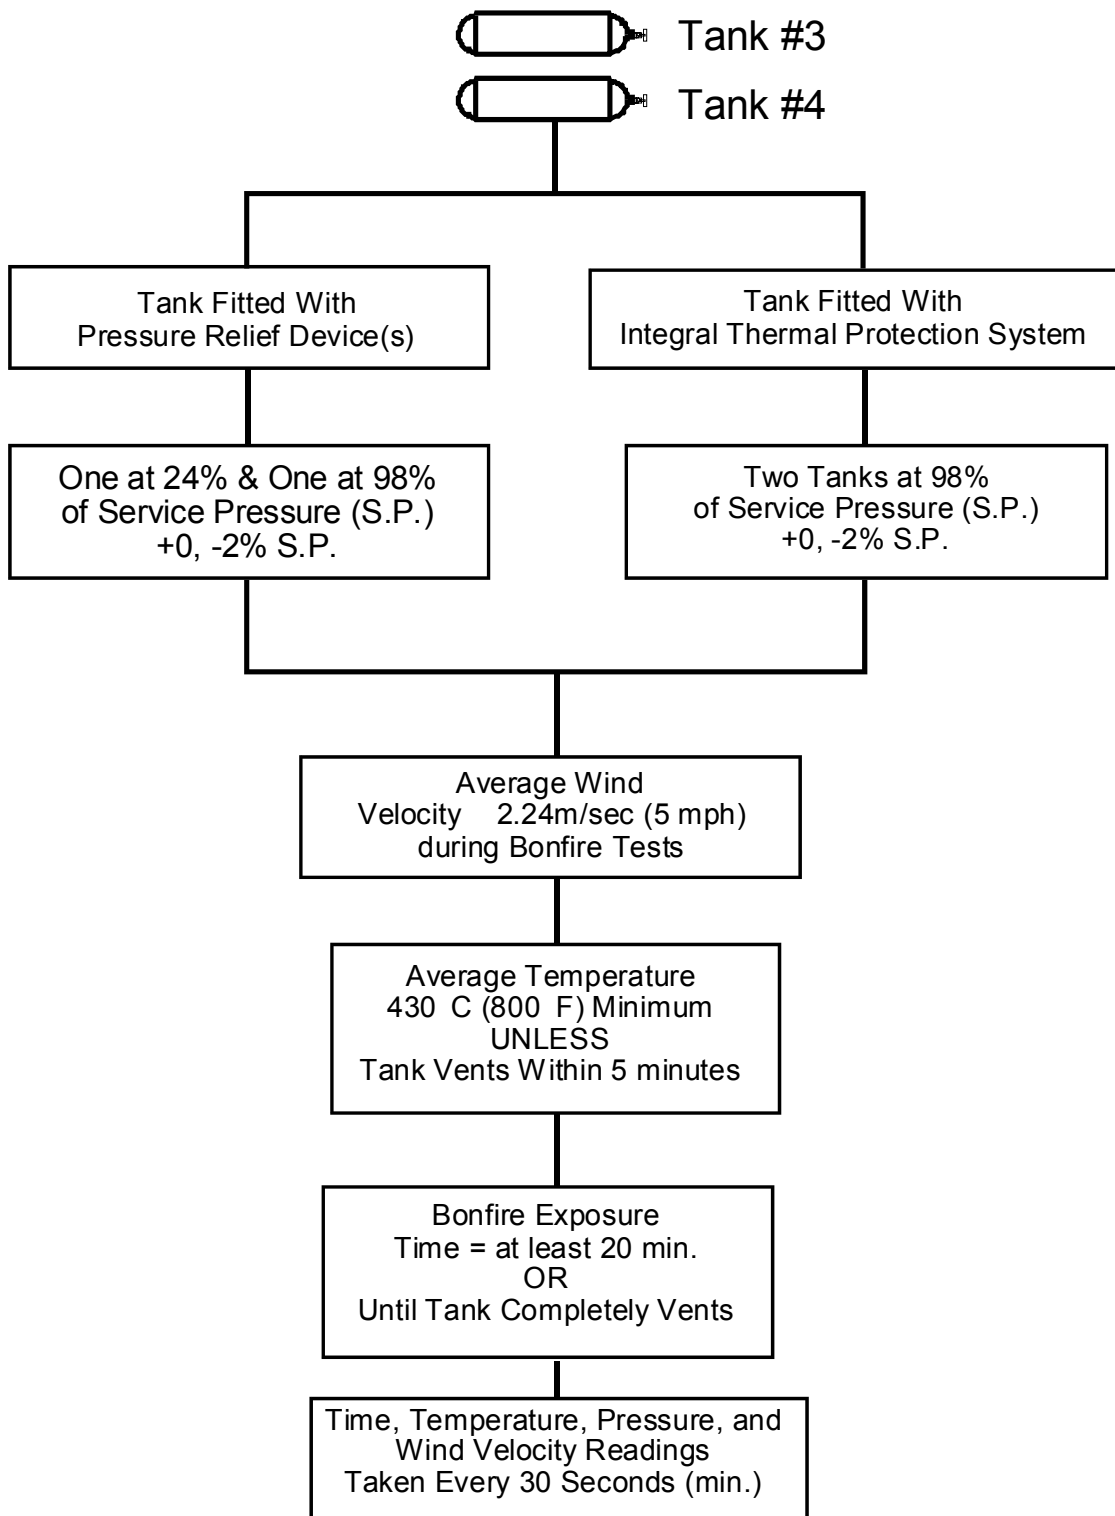 Tank #3
Tank #4
Tank Fitted With
Pressure Relief Device(s)
Tank Fitted With
Integral Thermal Protection System
One at 24% & One at 98%
of Service Pressure (S.P.)
+0, -2% S.P.
Two Tanks at 98%
of Service Pressure (S.P.)
+0, -2% S.P.
Average Wind
Velocity 2.24m/sec (5 mph)
during Bonfire Tests
Average Temperature
430 C (800 F) Minimum
UNLESS
Tank Vents Within 5 minutes
Bonfire Exposure
Time = at least 20 min.
OR
Until Tank Completely Vents
Time, Temperature, Pressure, and
Wind Velocity Readings
Taken Every 30 Seconds (min.)